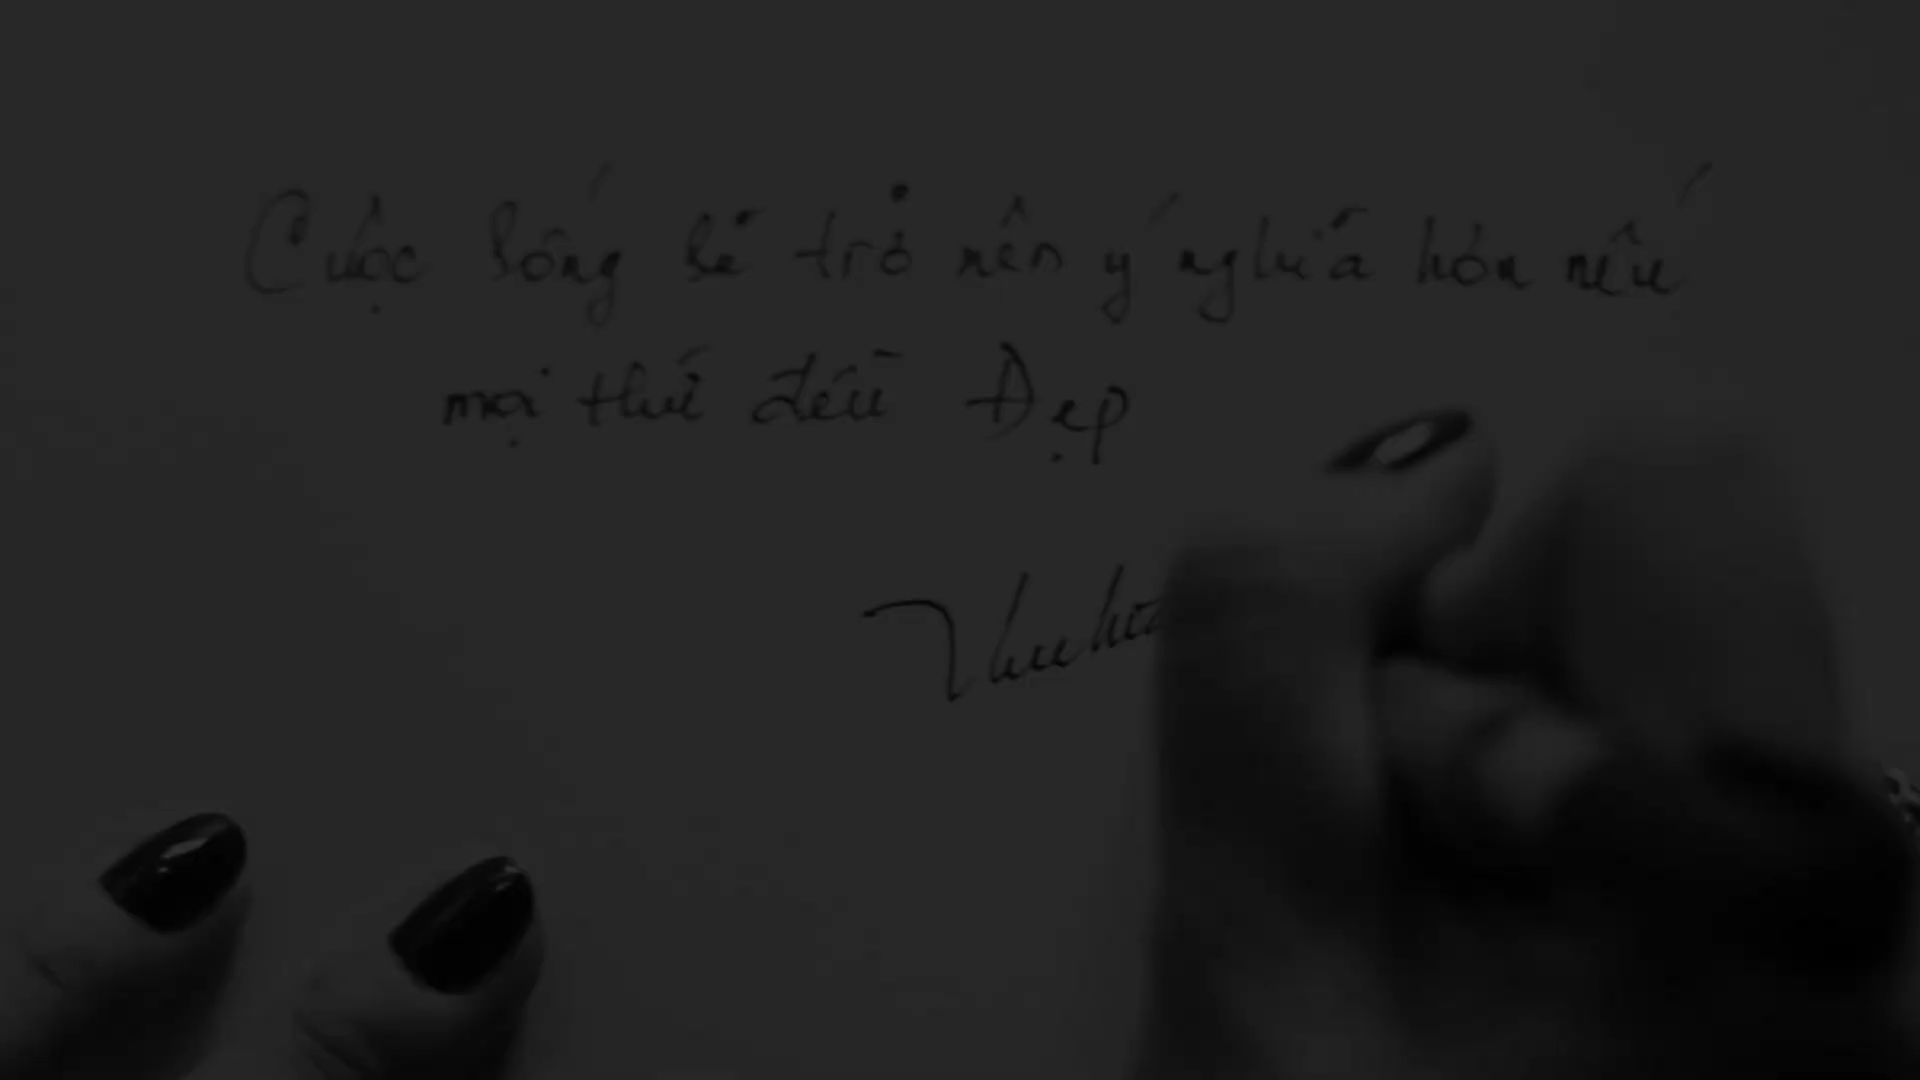 Cuộc sống sẽ trở nên ý nghĩa hơn nếu
mọi thứ đều Đẹp